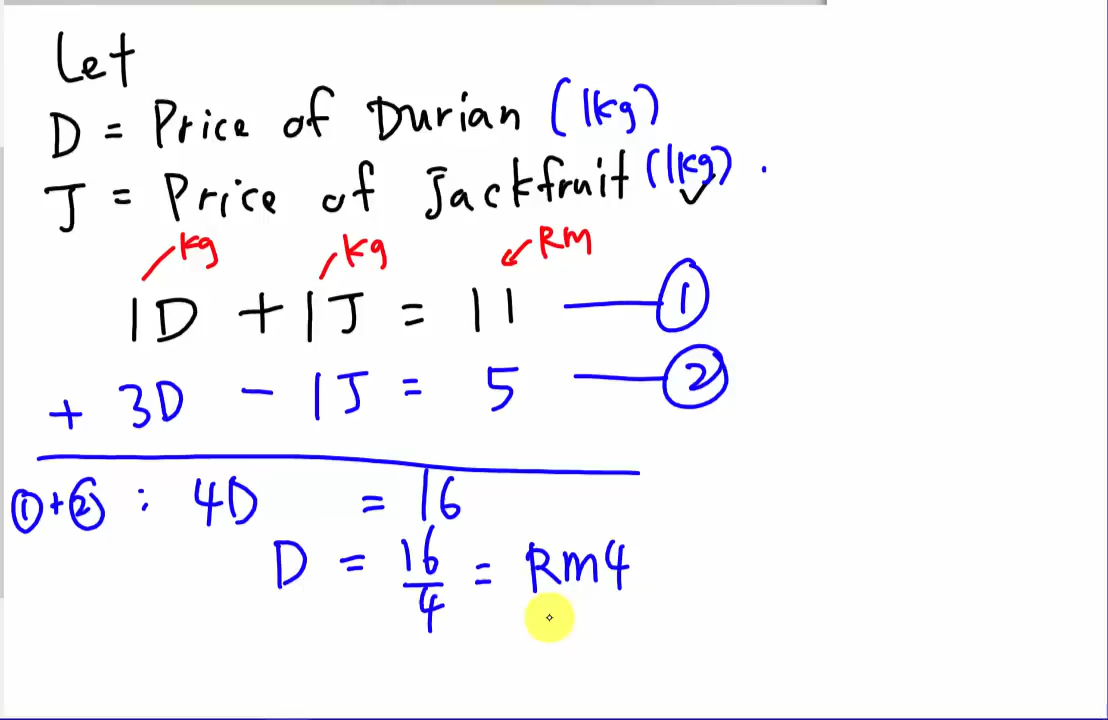 Let
D = Price of Durian (1kg)
J = Price of Jackfruit (1kg) .
kg kg RM
1D + 1J = 11 —— ①
+ 3D - 1J = 5 —— ②
①+② : 4D = 16
D = 16/4 = RM4